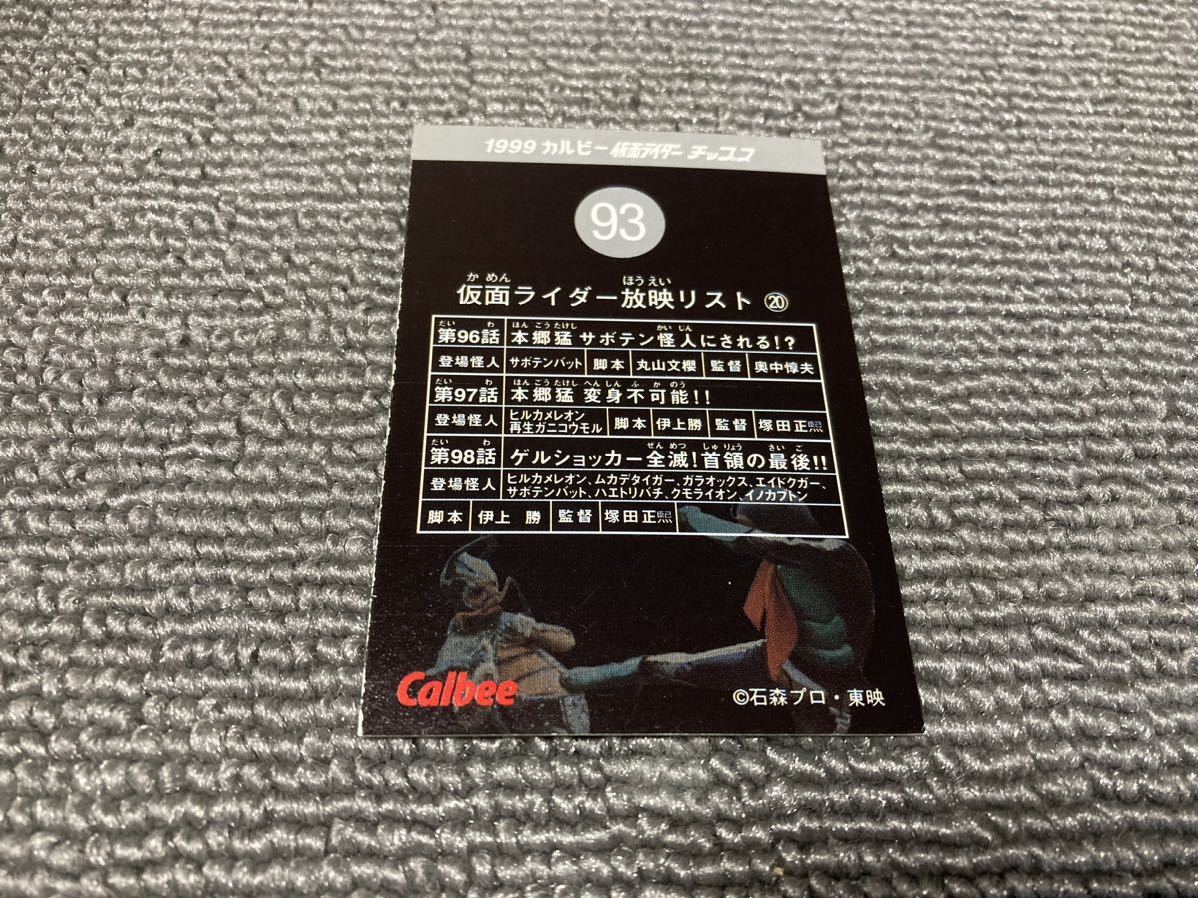 1999 カルビー 仮面ライダー チップス
93
かめん ほうえい
仮面ライダー放映リスト ⑳
だい わ ほん ごう たけし かい じん
第96話 本郷猛 サボテン怪人にされる!?
登場怪人 サボテンバット 脚本 丸山文櫻 監督 奥中惇夫
だい わ ほん ごう たけし へん しん ふ か のう
第97話 本郷猛 変身不可能!!
登場怪人 ヒルカメレオン 再生ガニコウモル 脚本 伊上勝 監督 塚田正煕
だい わ ぜん めつ しゅ りょう さい ご
第98話 ゲルショッカー全滅!首領の最後!!
登場怪人 ヒルカメレオン、ムカデタイガー、ガラオックス、エイドクガー、
サボテンバット、ハエトリバチ、クモライオン、イノカブトン
脚本 伊上 勝 監督 塚田正煕
Calbee
©石森プロ・東映